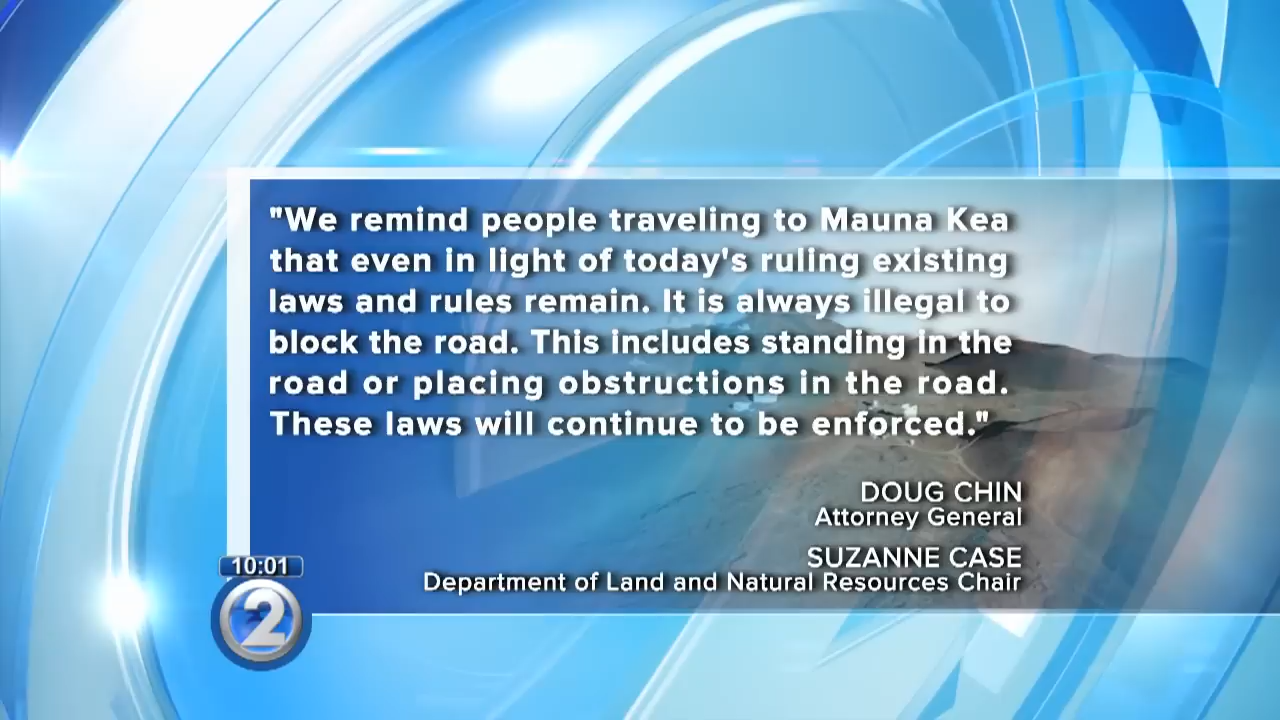 "We remind people traveling to Mauna Kea
that even in light of today's ruling existing
laws and rules remain. It is always illegal to
block the road. This includes standing in the
road or placing obstructions in the road.
These laws will continue to be enforced."
DOUG CHIN
Attorney General
SUZANNE CASE
Department of Land and Natural Resources Chair
10:01
2